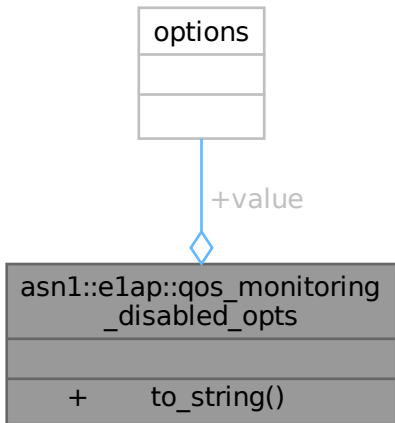 options
+value
asn1::e1ap::qos_monitoring
_disabled_opts
+ to_string()